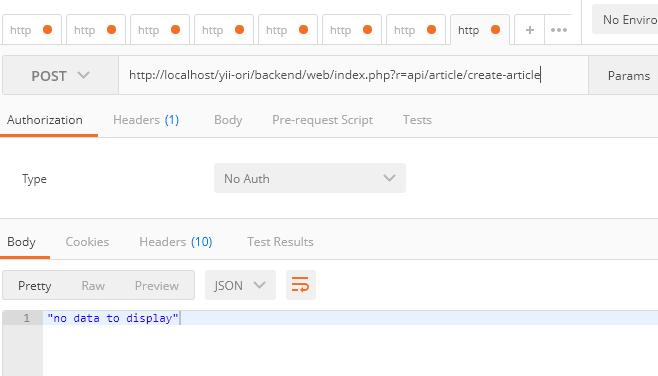 http http http http http http http http + ••• No Enviro
POST http://localhost/yii-ori/backend/web/index.php?r=api/article/create-article Params
Authorization Headers (1) Body Pre-request Script Tests
Type No Auth
Body Cookies Headers (10) Test Results
Pretty Raw Preview JSON
1 "no data to display"